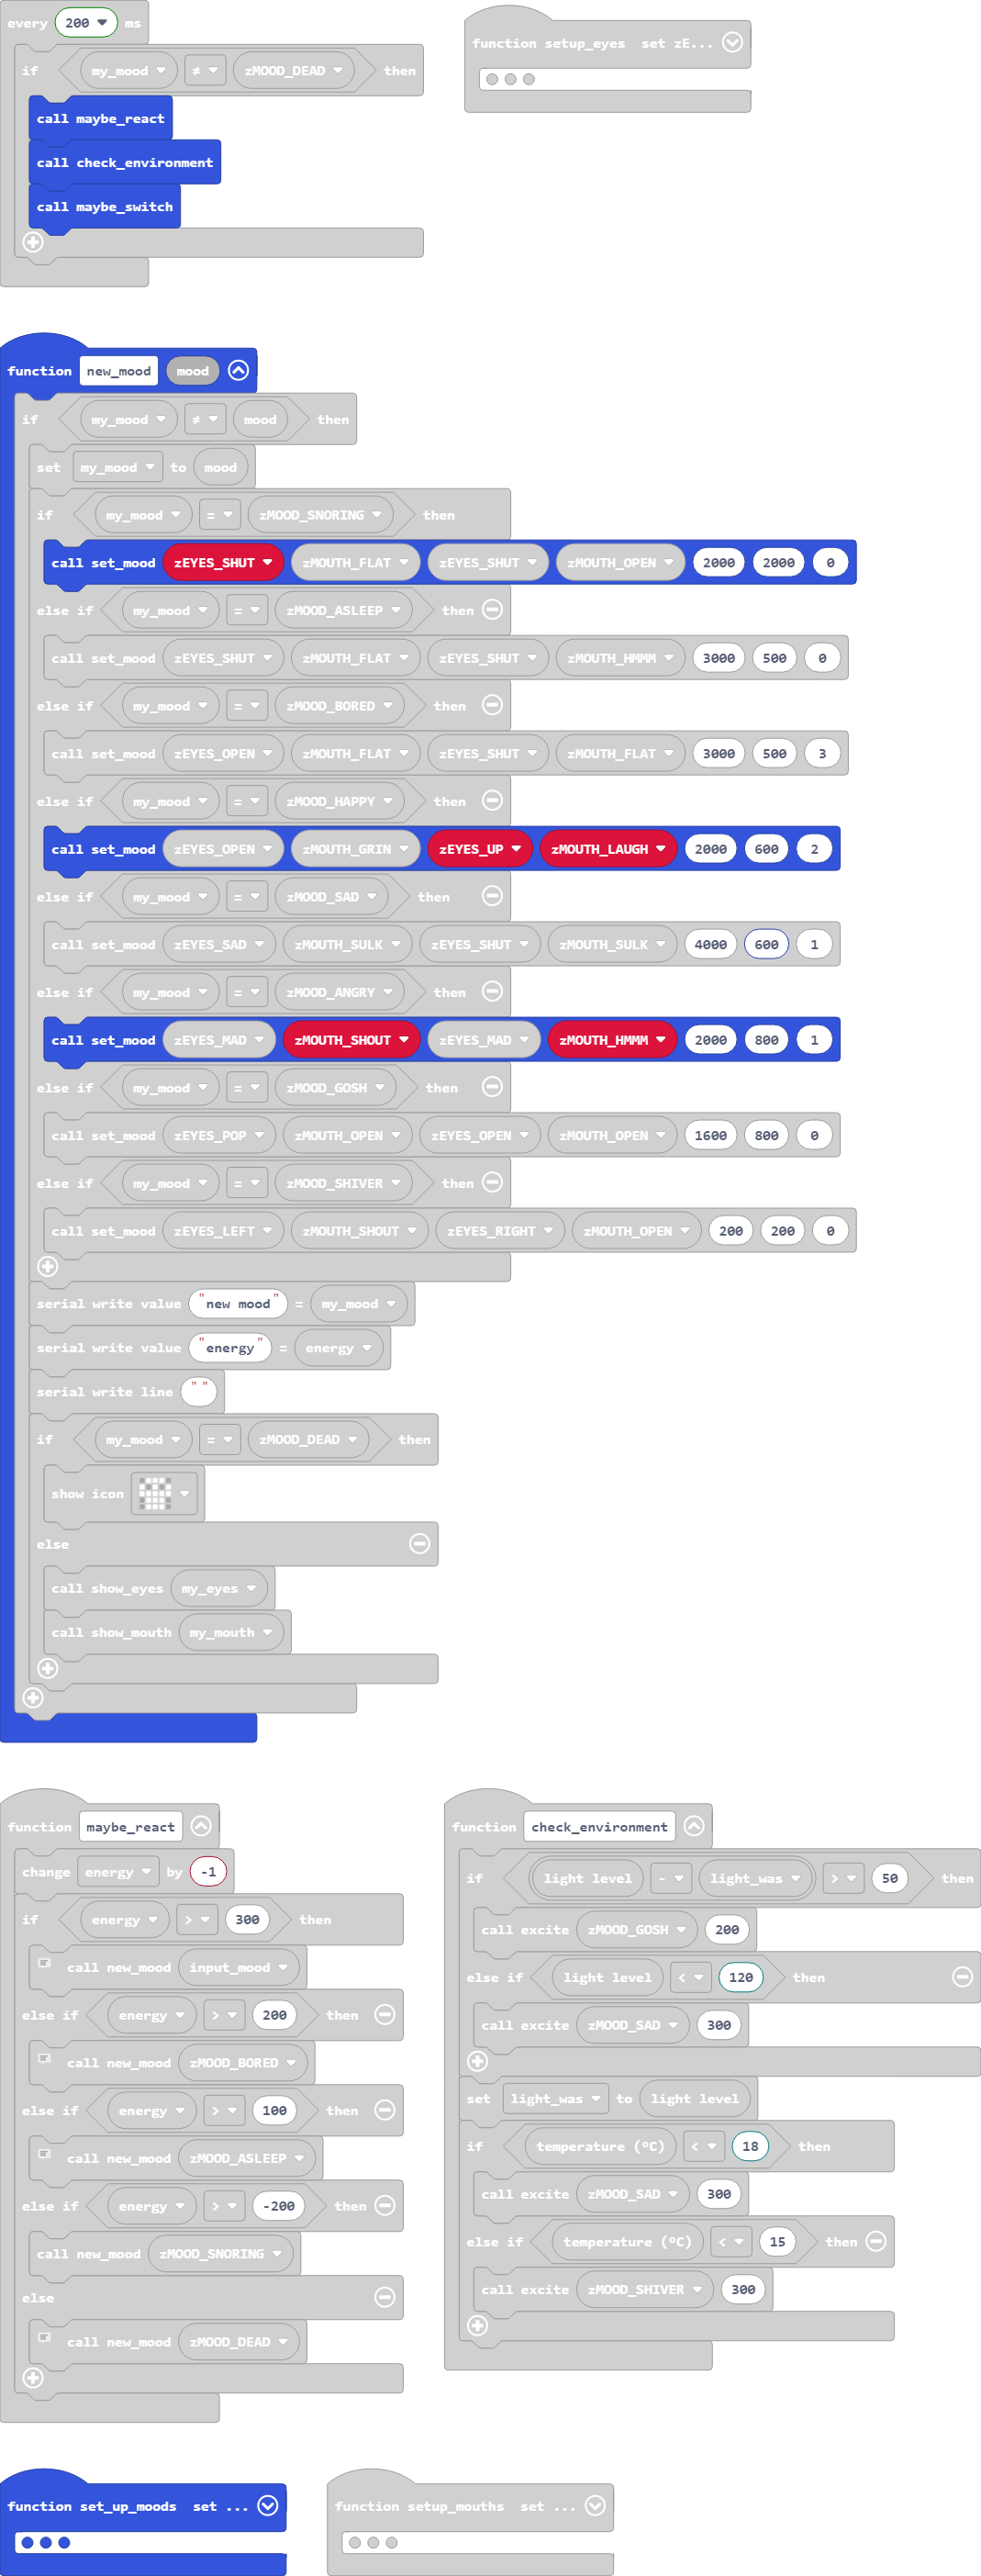 every 200 ms
function setup_eyes set zE...
if my_mood ≠ zMOOD_DEAD then
call maybe_react
call check_environment
call maybe_switch
function new_mood mood
if my_mood ≠ mood then
set my_mood to mood
if my_mood = zMOOD_SNORING then
call set_mood zEYES_SHUT zMOUTH_FLAT zEYES_SHUT zMOUTH_OPEN 2000 2000 0
else if my_mood = zMOOD_ASLEEP then
call set_mood zEYES_SHUT zMOUTH_FLAT zEYES_SHUT zMOUTH_HMMM 3000 500 0
else if my_mood = zMOOD_BORED then
call set_mood zEYES_OPEN zMOUTH_FLAT zEYES_SHUT zMOUTH_FLAT 3000 500 3
else if my_mood = zMOOD_HAPPY then
call set_mood zEYES_OPEN zMOUTH_GRIN zEYES_UP zMOUTH_LAUGH 2000 600 2
else if my_mood = zMOOD_SAD then
call set_mood zEYES_SAD zMOUTH_SULK zEYES_SHUT zMOUTH_SULK 4000 600 1
else if my_mood = zMOOD_ANGRY then
call set_mood zEYES_MAD zMOUTH_SHOUT zEYES_MAD zMOUTH_HMMM 2000 800 1
else if my_mood = zMOOD_GOSH then
call set_mood zEYES_POP zMOUTH_OPEN zEYES_OPEN zMOUTH_OPEN 1600 800 0
else if my_mood = zMOOD_SHIVER then
call set_mood zEYES_LEFT zMOUTH_SHOUT zEYES_RIGHT zMOUTH_OPEN 200 200 0
serial write value "new mood" = my_mood
serial write value "energy" = energy
serial write line " "
if my_mood = zMOOD_DEAD then
show icon
else
call show_eyes my_eyes
call show_mouth my_mouth
function maybe_react
change energy by -1
if energy > 300 then
call new_mood input_mood
else if energy > 200 then
call new_mood zMOOD_BORED
else if energy > 100 then
call new_mood zMOOD_ASLEEP
else if energy > -200 then
call new_mood zMOOD_SNORING
else
call new_mood zMOOD_DEAD
function check_environment
if light level - light_was > 50 then
call excite zMOOD_GOSH 200
else if light level < 120 then
call excite zMOOD_SAD 300
set light_was to light level
if temperature (°C) < 18 then
call excite zMOOD_SAD 300
else if temperature (°C) < 15 then
call excite zMOOD_SHIVER 300
function set_up_moods set ...
function setup_mouths set ...